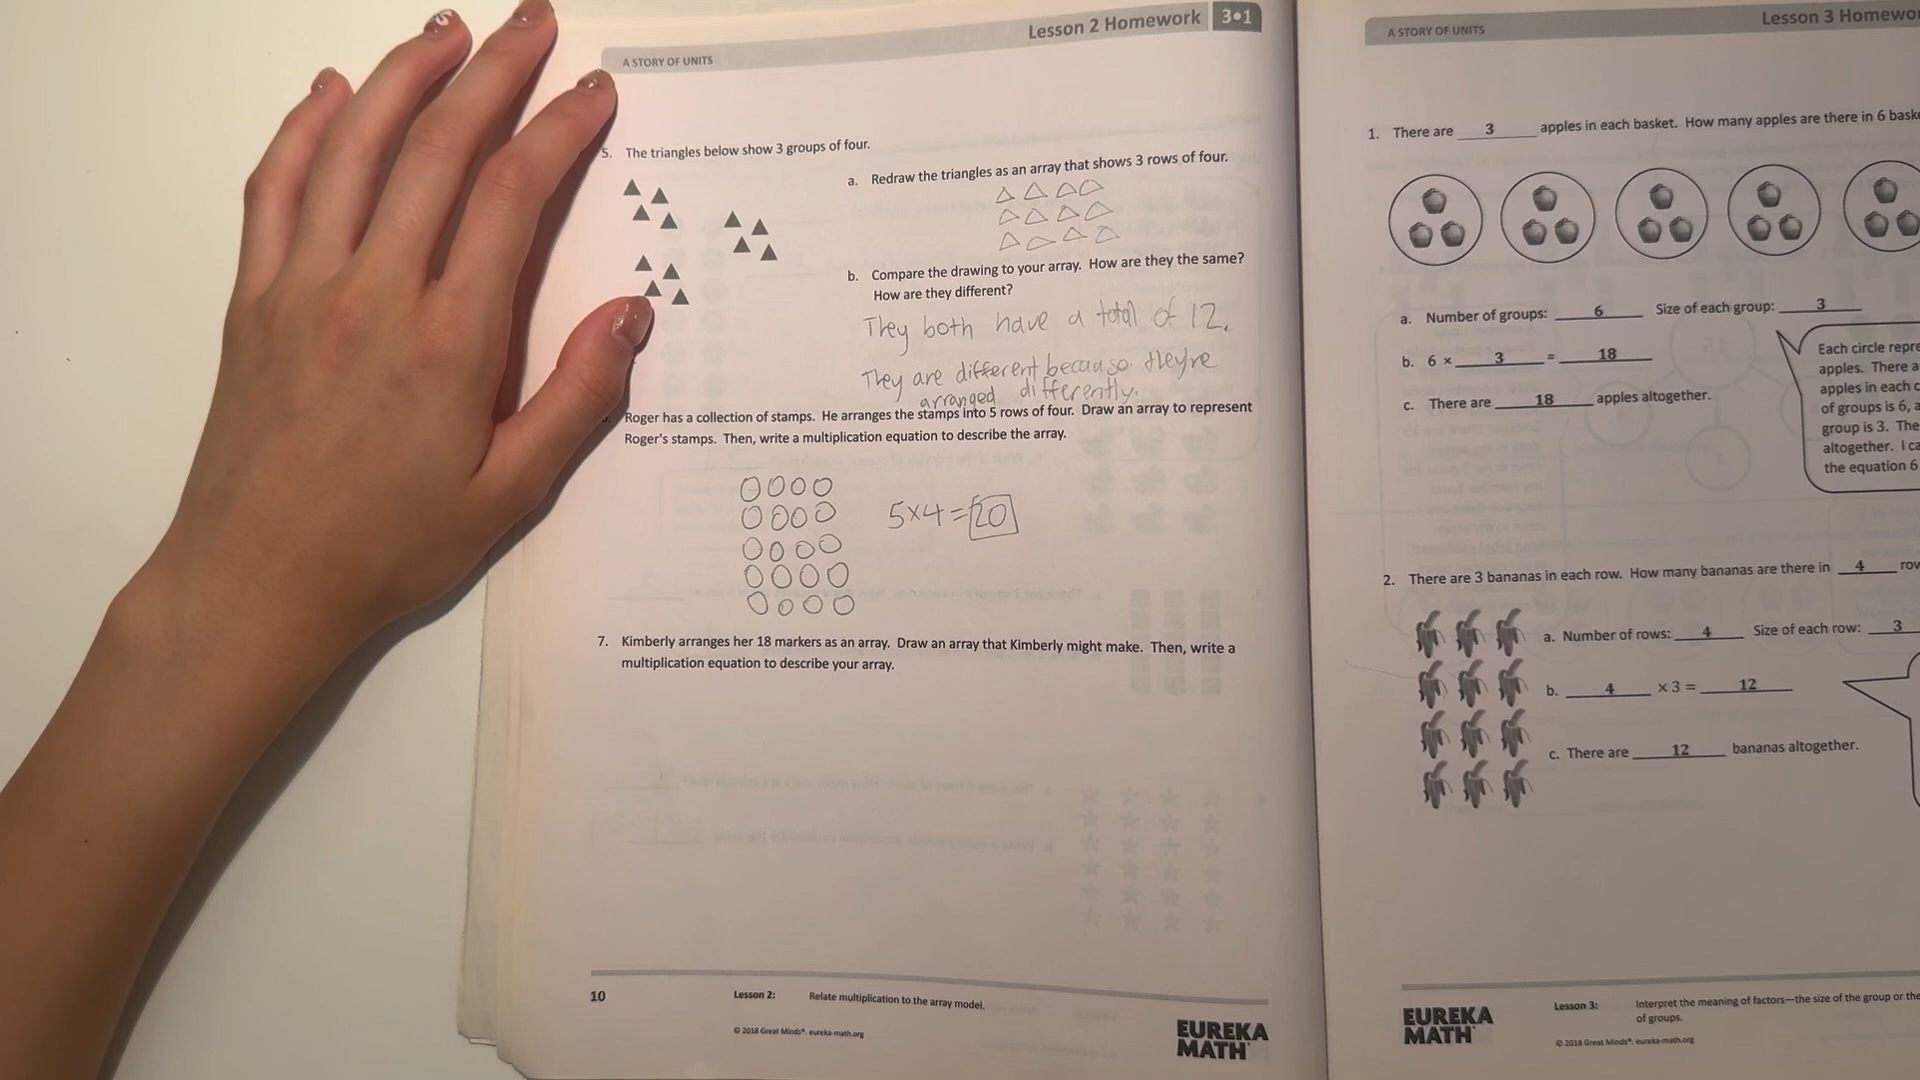 Lesson 2 Homework 3•1
A STORY OF UNITS
5. The triangles below show 3 groups of four.
a. Redraw the triangles as an array that shows 3 rows of four.
b. Compare the drawing to your array. How are they the same?
How are they different?
They both have a total of 12.
They are different because they're
arranged differently.
Roger has a collection of stamps. He arranges the stamps into 5 rows of four. Draw an array to represent
Roger's stamps. Then, write a multiplication equation to describe the array.
5×4=20
7. Kimberly arranges her 18 markers as an array. Draw an array that Kimberly might make. Then, write a
multiplication equation to describe your array.
10
Lesson 2: Relate multiplication to the array model.
© 2018 Great Minds®. eureka-math.org
EUREKA
MATH™
Lesson 3
A STORY OF UNITS
1. There are 3 apples in each basket. How many apples are there in 6
a. Number of groups: 6 Size of each group: 3
b. 6 × 3 = 18
c. There are 18 apples altogether.
Each circle
apples. There
apples in each
of groups is 6,
group is 3. The
altogether. I
the equation 6
2. There are 3 bananas in each row. How many bananas are there in 4
a. Number of rows: 4 Size of each row: 3
b. 4 × 3 = 12
c. There are 12 bananas altogether.
EUREKA
MATH™
Lesson 3: Interpret the meaning of factors—the size of the group or the
of groups.
© 2018 Great Minds®. eureka-math.org